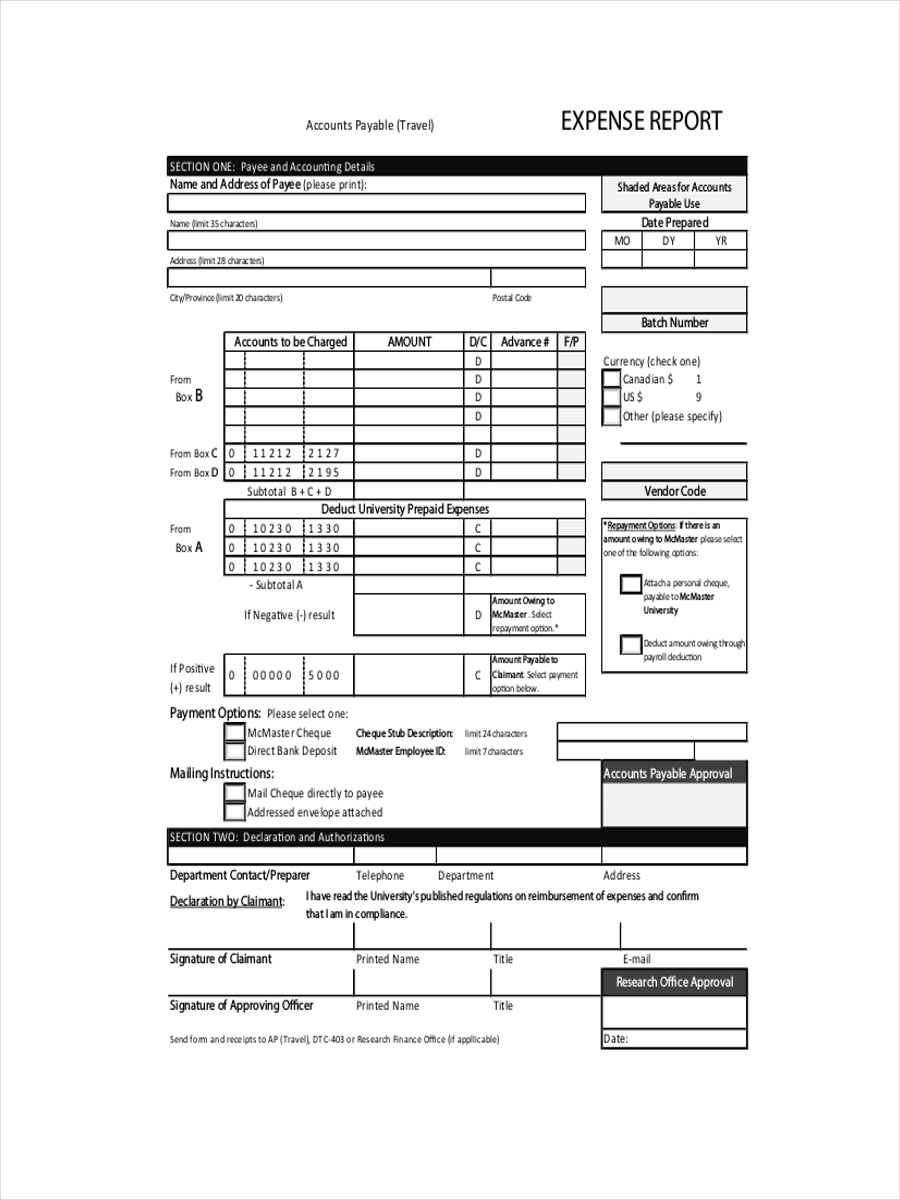 Accounts Payable (Travel)
EXPENSE REPORT
SECTION ONE: Payee and Accounting Details
Name and Address of Payee (please print):
Shaded Areas for Accounts
Payable Use
Name (limit 35 characters)
Date Prepared
MO DY YR
Address (limit 28 characters)
City/Province (limit 20 characters)
Postal Code
Batch Number
Accounts to be Charged AMOUNT D/C Advance # F/P
D
Currency (check one)
From
Box B
D
Canadian $ 1
D
US $ 9
D
Other (please specify)
From Box C 0 11212 2127 D
From Box D 0 11212 2195 D
Subtotal B + C + D
Vendor Code
Deduct University Prepaid Expenses
From
Box A
0 10230 1330 C
0 10230 1330 C
0 10230 1330 C
*Repayment Options: If there is an
amount owing to McMaster please select
one of the following options:
- Subtotal A
Attach a personal cheque,
payable to McMaster
University
If Negative (-) result
D
Amount Owing to
McMaster . Select
repayment option.*
Deduct amount owing through
payroll deduction
If Positive
(+) result
0 00000 5000 C
Amount Payable to
Claimant. Select payment
option below.
Payment Options: Please select one:
McMaster Cheque Cheque Stub Description: limit 24 characters
Direct Bank Deposit McMaster Employee ID: limit 7 characters
Mailing Instructions:
Accounts Payable Approval
Mail Cheque directly to payee
Addressed envelope attached
SECTION TWO: Declaration and Authorizations
Department Contact/Preparer Telephone Department Address
Declaration by Claimant:
I have read the University's published regulations on reimbursement of expenses and confirm
that I am in compliance.
Signature of Claimant Printed Name Title E-mail
Research Office Approval
Signature of Approving Officer Printed Name Title
Send form and receipts to AP (Travel), DTC-403 or Research Finance Office (if appllicable)
Date: